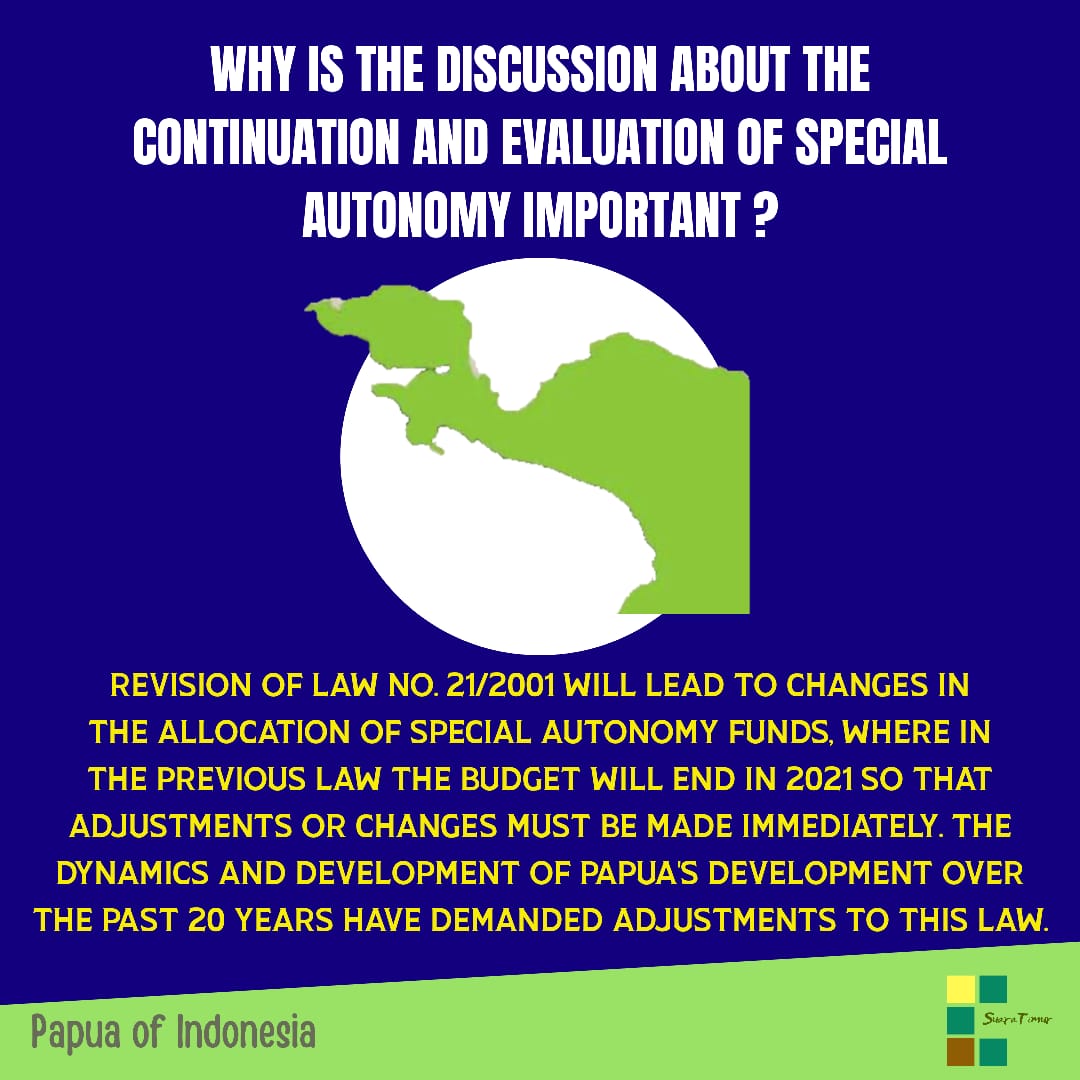 WHY IS THE DISCUSSION ABOUT THE
CONTINUATION AND EVALUATION OF SPECIAL
AUTONOMY IMPORTANT ?
REVISION OF LAW NO. 21/2001 WILL LEAD TO CHANGES IN
THE ALLOCATION OF SPECIAL AUTONOMY FUNDS, WHERE IN
THE PREVIOUS LAW THE BUDGET WILL END IN 2021 SO THAT
ADJUSTMENTS OR CHANGES MUST BE MADE IMMEDIATELY. THE
DYNAMICS AND DEVELOPMENT OF PAPUA'S DEVELOPMENT OVER
THE PAST 20 YEARS HAVE DEMANDED ADJUSTMENTS TO THIS LAW.
Papua of Indonesia
Suara Timur